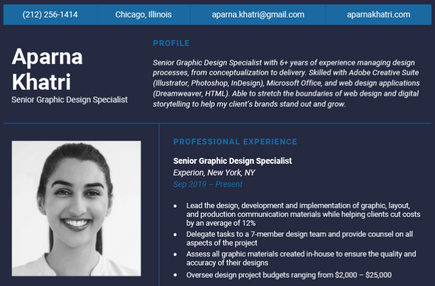 (212) 256-1414 Chicago, Illinois aparna.khatri@gmail.com aparnakhatri.com
Aparna
Khatri
Senior Graphic Design Specialist
PROFILE
Senior Graphic Design Specialist with 6+ years of experience managing design
processes, from conceptualization to delivery. Skilled with Adobe Creative Suite
(Illustrator, Photoshop, InDesign), Microsoft Office, and web design applications
(Dreamweaver, HTML). Able to stretch the boundaries of web design and digital
storytelling to help my client's brands stand out and grow.
PROFESSIONAL EXPERIENCE
Senior Graphic Design Specialist
Experion, New York, NY
Sep 2019 – Present
• Lead the design, development and implementation of graphic, layout,
and production communication materials while helping clients cut costs
by an average of 12%
• Delegate tasks to a 7-member design team and provide counsel on all
aspects of the project
• Assess all graphic materials created in-house to ensure the quality and
accuracy of their designs
• Oversee design project budgets ranging from $2,000 – $25,000